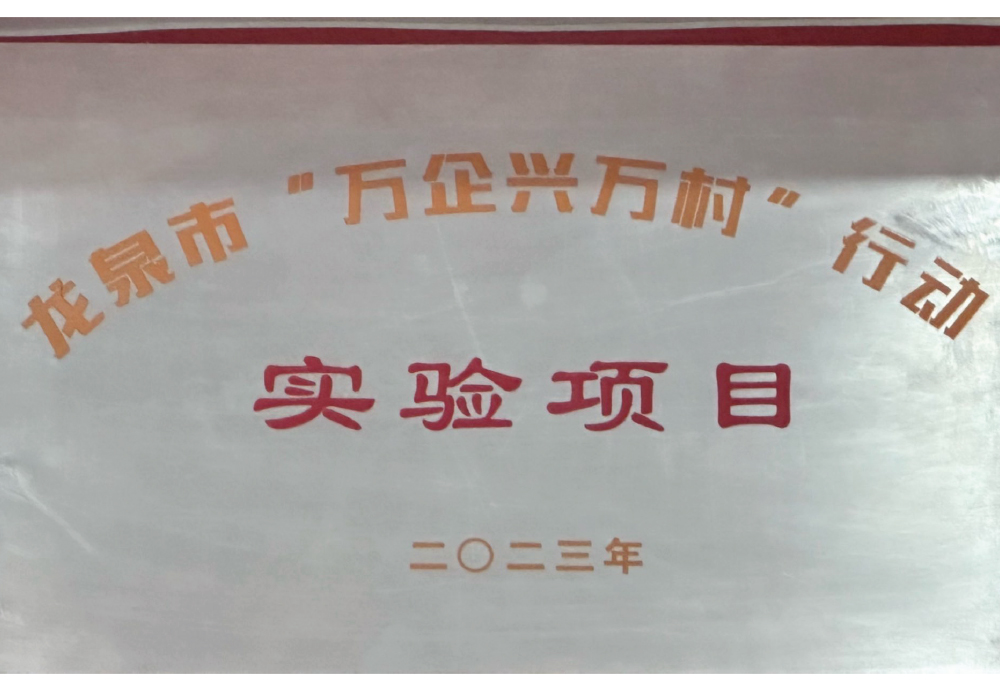 龙泉市“万企兴万村”行动
实验项目
二〇二三年